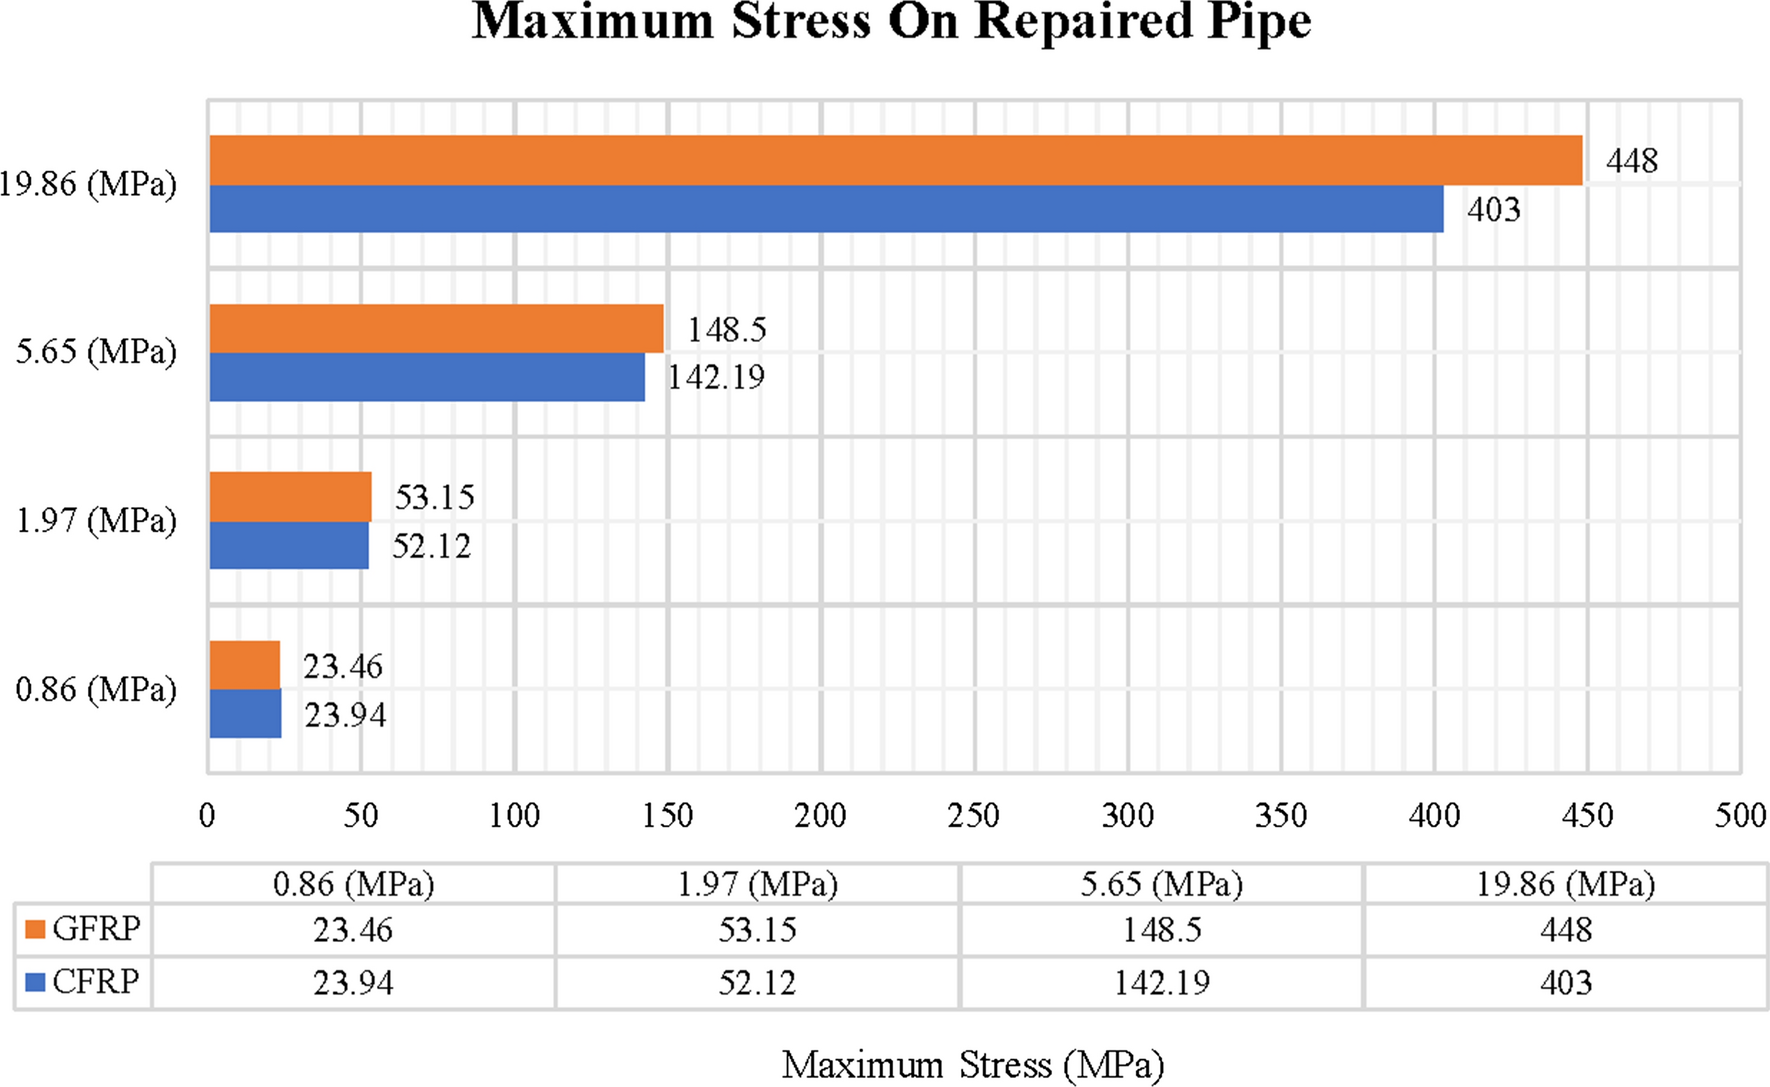 Maximum Stress On Repaired Pipe
19.86 (MPa)
448
403
5.65 (MPa)
148.5
142.19
1.97 (MPa)
53.15
52.12
0.86 (MPa)
23.46
23.94
0 50 100 150 200 250 300 350 400 450 500
0.86 (MPa) 1.97 (MPa) 5.65 (MPa) 19.86 (MPa)
GFRP 23.46 53.15 148.5 448
CFRP 23.94 52.12 142.19 403
Maximum Stress (MPa)